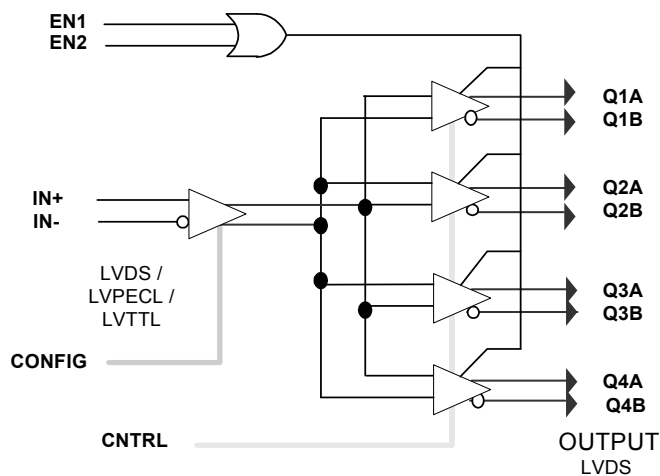 EN1
EN2
Q1A
Q1B
IN+
IN-
Q2A
Q2B
LVDS /
LVPECL /
LVTTL
Q3A
Q3B
CONFIG
Q4A
Q4B
CNTRL
OUTPUT
LVDS